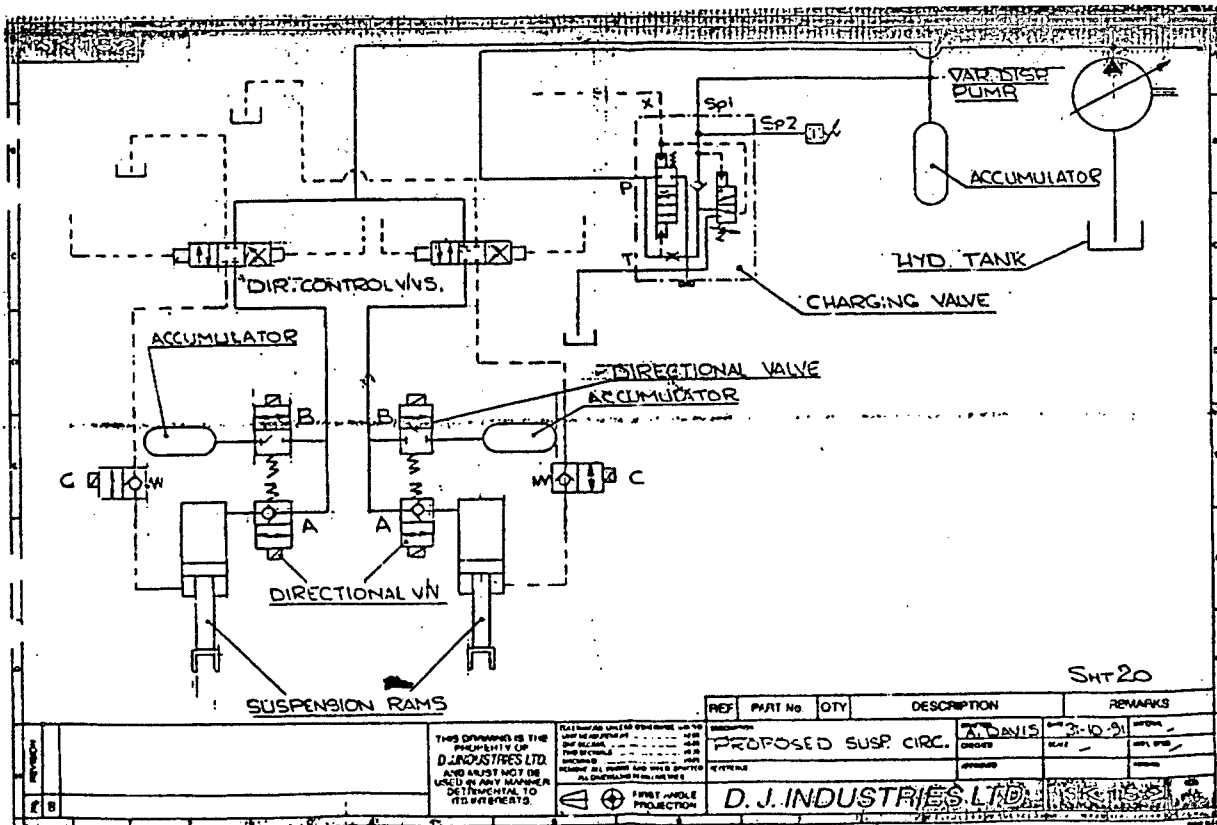 VAR. DISP.
PUMP
X
Sp1
Sp2
P
T
ACCUMULATOR
HYD. TANK
CHARGING VALVE
DIR. CONTROL V/VS.
ACCUMULATOR
DIRECTIONAL VALVE
ACCUMULATOR
B
B
C
C
A
A
DIRECTIONAL V/V
SUSPENSION RAMS
SHT 20
REF PART No. QTY DESCRIPTION REMARKS
THIS DRAWING IS THE
PROPERTY OF
D.J. INDUSTRIES LTD.
AND MUST NOT BE
USED IN ANY MANNER
DETRIMENTAL TO
ITS INTERESTS.
PROPOSED SUSP. CIRC.
A. DAVIS
31-10-91
REVISION
B
FIRST ANGLE
PROJECTION
D. J. INDUSTRIES LTD